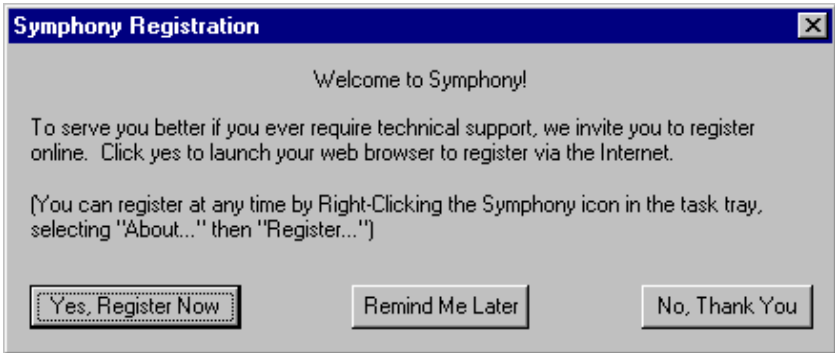 Symphony Registration
Welcome to Symphony!
To serve you better if you ever require technical support, we invite you to register
online.  Click yes to launch your web browser to register via the Internet.
(You can register at any time by Right-Clicking the Symphony icon in the task tray,
selecting "About..." then "Register...")
Yes, Register Now
Remind Me Later
No, Thank You